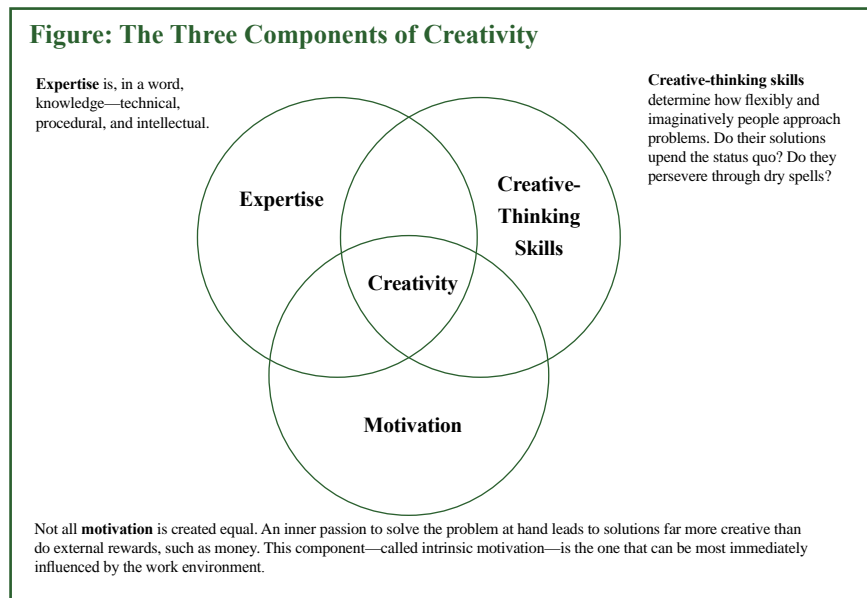 Figure: The Three Components of Creativity
Expertise is, in a word,
knowledge—technical,
procedural, and intellectual.
Creative-thinking skills
determine how flexibly and
imaginatively people approach
problems. Do their solutions
upend the status quo? Do they
persevere through dry spells?
Expertise
Creative-
Thinking
Skills
Creativity
Motivation
Not all motivation is created equal. An inner passion to solve the problem at hand leads to solutions far more creative than
do external rewards, such as money. This component—called intrinsic motivation—is the one that can be most immediately
influenced by the work environment.